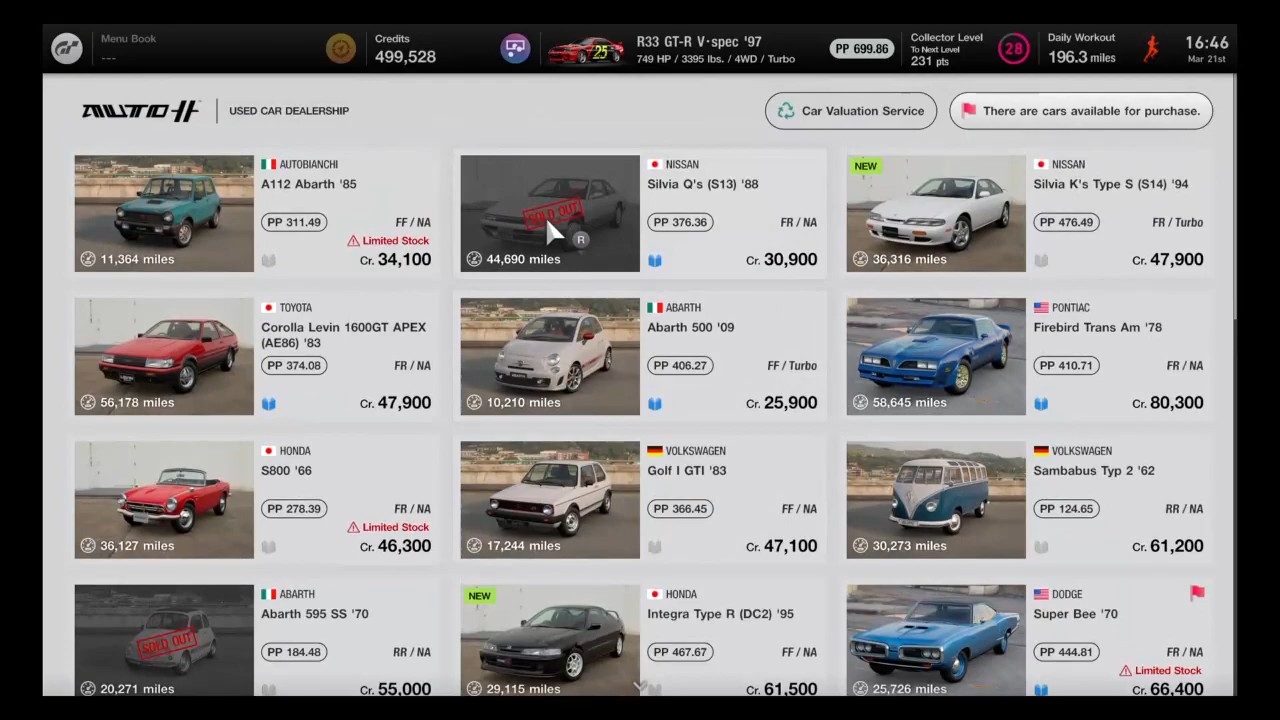 Menu Book
---
Credits
499,528
25
R33 GT-R V·spec '97
749 HP / 3395 lbs. / 4WD / Turbo
PP 699.86
Collector Level
To Next Level
231 pts
28
Daily Workout
196.3 miles
16:46
Mar 21st
AUTO
USED CAR DEALERSHIP
Car Valuation Service
There are cars available for purchase.
AUTOBIANCHI
A112 Abarth '85
PP 311.49
FF / NA
Limited Stock
11,364 miles
Cr. 34,100
NISSAN
Silvia Q's (S13) '88
SOLD OUT
R
PP 376.36
FR / NA
44,690 miles
Cr. 30,900
NEW
NISSAN
Silvia K's Type S (S14) '94
PP 476.49
FR / Turbo
36,316 miles
Cr. 47,900
TOYOTA
Corolla Levin 1600GT APEX
(AE86) '83
PP 374.08
FR / NA
56,178 miles
Cr. 47,900
ABARTH
Abarth 500 '09
PP 406.27
FF / Turbo
10,210 miles
Cr. 25,900
PONTIAC
Firebird Trans Am '78
PP 410.71
FR / NA
58,645 miles
Cr. 80,300
HONDA
S800 '66
PP 278.39
FR / NA
Limited Stock
36,127 miles
Cr. 46,300
VOLKSWAGEN
Golf I GTI '83
PP 366.45
FF / NA
17,244 miles
Cr. 47,100
VOLKSWAGEN
Sambabus Typ 2 '62
PP 124.65
RR / NA
30,273 miles
Cr. 61,200
ABARTH
Abarth 595 SS '70
SOLD OUT
PP 184.48
RR / NA
20,271 miles
Cr. 55,000
NEW
HONDA
Integra Type R (DC2) '95
PP 467.67
FF / NA
29,115 miles
Cr. 61,500
DODGE
Super Bee '70
PP 444.81
FR / NA
Limited Stock
25,726 miles
Cr. 66,400